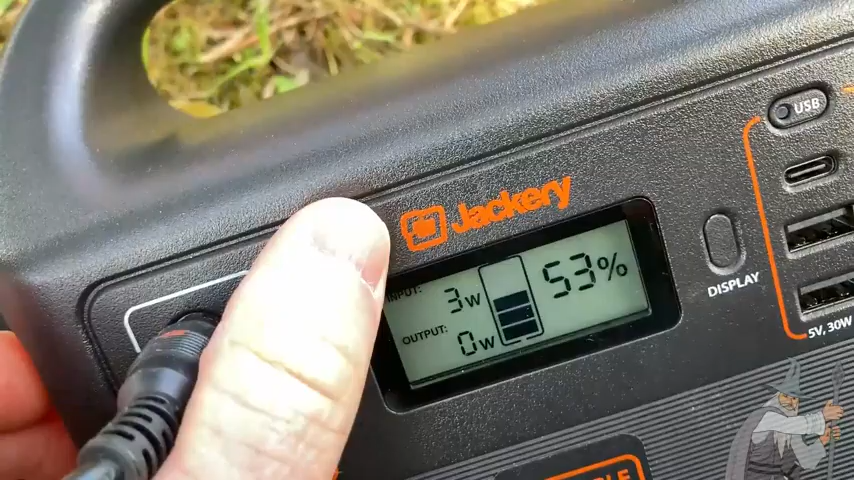 USB
Jackery
INPUT: 3W
53%
OUTPUT: 0W
DISPLAY
5V, 30W